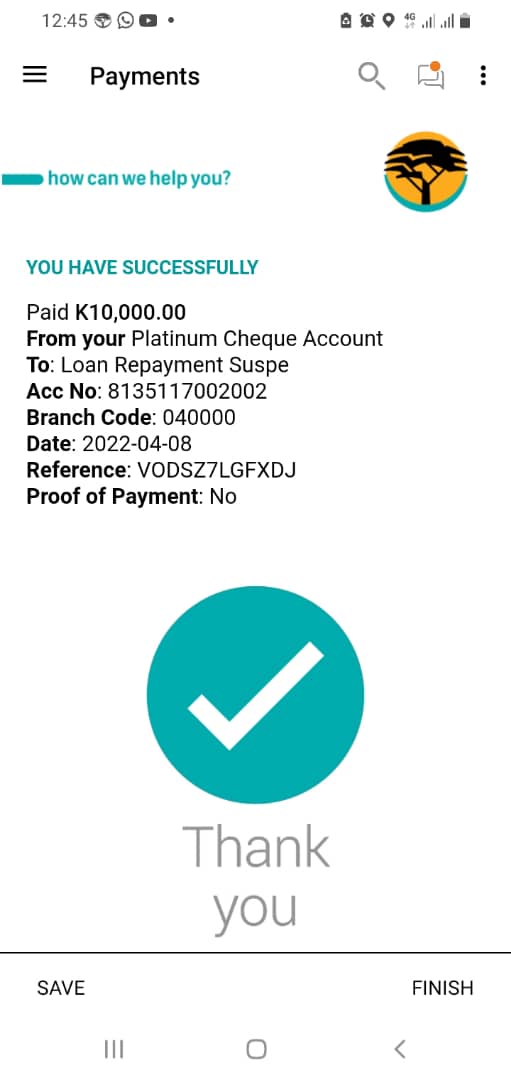 12:45
4G
Payments
how can we help you?
YOU HAVE SUCCESSFULLY
Paid K10,000.00
From your Platinum Cheque Account
To: Loan Repayment Suspe
Acc No: 8135117002002
Branch Code: 040000
Date: 2022-04-08
Reference: VODSZ7LGFXDJ
Proof of Payment: No
Thank
you
SAVE
FINISH